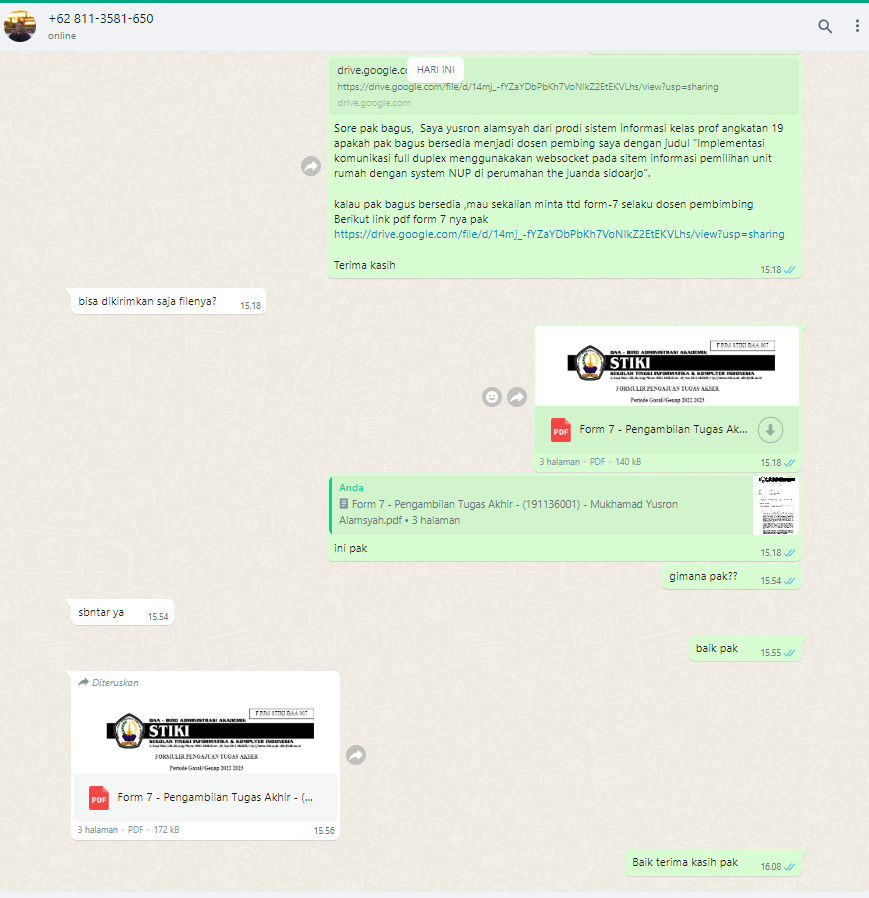 +62 811-3581-650
online
HARI INI
drive.google.co
https://drive.google.com/file/d/14mj_-fYZaYDbPbKh7VoNIkZ2EtEKVLhs/view?usp=sharing
drive.google.com
Sore pak bagus, Saya yusron alamsyah dari prodi sistem informasi kelas prof angkatan 19
apakah pak bagus bersedia menjadi dosen pembing saya dengan judul "Implementasi
komunikasi full duplex menggunakakan websocket pada sitem informasi pemilihan unit
rumah dengan system NUP di perumahan the juanda sidoarjo".
kalau pak bagus bersedia ,mau sekalian minta ttd form-7 selaku dosen pembimbing
Berikut link pdf form 7 nya pak
https://drive.google.com/file/d/14mj_-fYZaYDbPbKh7VoNIkZ2EtEKVLhs/view?usp=sharing
Terima kasih
15.18
bisa dikirimkan saja filenya?
15.18
F.PJM STIKI BAA.007
BAA - BIRO ADMINISTRASI AKADEMIK
STIKI
SEKOLAH TINGGI INFORMATIKA & KOMPUTER INDONESIA
FORMULIR PENGAJUAN TUGAS AKHIR
Periode Gasal/Genap 2022 2023
PDF
Form 7 - Pengambilan Tugas Ak...
3 halaman · PDF · 140 kB
15.18
Anda
Form 7 - Pengambilan Tugas Akhir - (191136001) - Mukhamad Yusron
Alamsyah.pdf • 3 halaman
ini pak
15.18
gimana pak??
15.54
sbntar ya
15.54
baik pak
15.55
Diteruskan
F.PJM STIKI BAA.007
BAA - BIRO ADMINISTRASI AKADEMIK
STIKI
SEKOLAH TINGGI INFORMATIKA & KOMPUTER INDONESIA
FORMULIR PENGAJUAN TUGAS AKHIR
Periode Gasal/Genap 2022 2023
PDF
Form 7 - Pengambilan Tugas Akhir - (...
3 halaman · PDF · 172 kB
15.56
Baik terima kasih pak
16.08